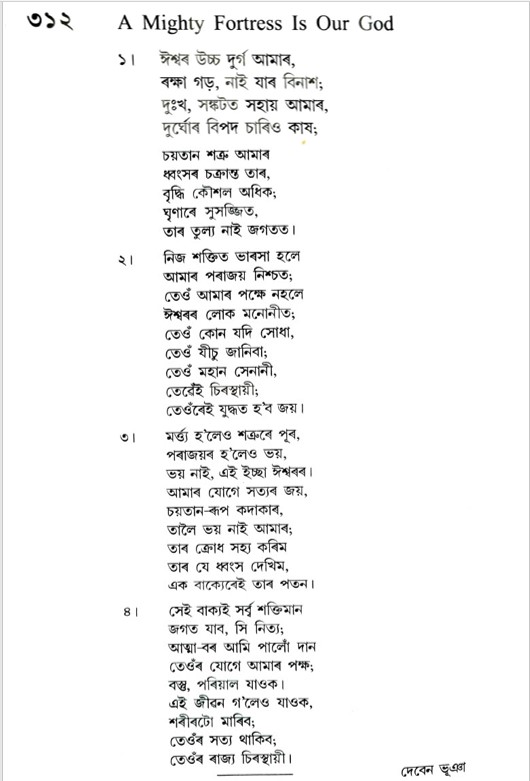 ৩১২ A Mighty Fortress Is Our God
১। ঈশ্বৰ উচ্চ দুৰ্গ আমাৰ,
ৰক্ষা গড়, নাই যাৰ বিনাশ;
দুঃখ, সঙ্কটত সহায় আমাৰ,
দুৰ্ঘোৰ বিপদ চাৰিও কাষ;
চয়তান শত্ৰু আমাৰ
ধ্বংসৰ চক্ৰান্ত তাৰ,
বৃদ্ধি কৌশল অধিক;
ঘৃণাৰে সুসজ্জিত,
তাৰ তুল্য নাই জগতত।
২। নিজ শক্তিত ভাৰসা হলে
আমাৰ পৰাজয় নিশ্চত;
তেওঁ আমাৰ পক্ষে নহলে
ঈশ্বৰৰ লোক মনোনীত;
তেওঁ কোন যদি সোধা,
তেওঁ যীচু জানিবা;
তেওঁ মহান সেনানী,
তেৱেঁই চিৰস্থায়ী;
তেওঁৰেই যুদ্ধত হ'ব জয়।
৩। মৰ্ত্ত্য হ'লেও শত্ৰুৰে পূৰ,
পৰাজয়ৰ হ'লেও ভয়,
ভয় নাই, এই ইচ্ছা ঈশ্বৰৰ।
আমাৰ যোগে সত্যৰ জয়,
চয়তান-ৰূপ কদাকাৰ,
তালৈ ভয় নাই আমাৰ;
তাৰ ক্ৰোধ সহ্য কৰিম
তাৰ যে ধ্বংস দেখিম,
এক বাক্যেৰেই তাৰ পতন।
৪। সেই বাক্যই সৰ্ব্ব শক্তিমান
জগত যাব, সি নিত্য;
আত্মা-বৰ আমি পালোঁ দান
তেওঁৰ যোগে আমাৰ পক্ষ;
বস্তু, পৰিয়াল যাওক।
এই জীৱন গ'লেও যাওক,
শৰীৰটো মাৰিব;
তেওঁৰ সত্য থাকিব;
তেওঁৰ ৰাজ্য চিৰস্থায়ী।
দেবেন ভূঞা